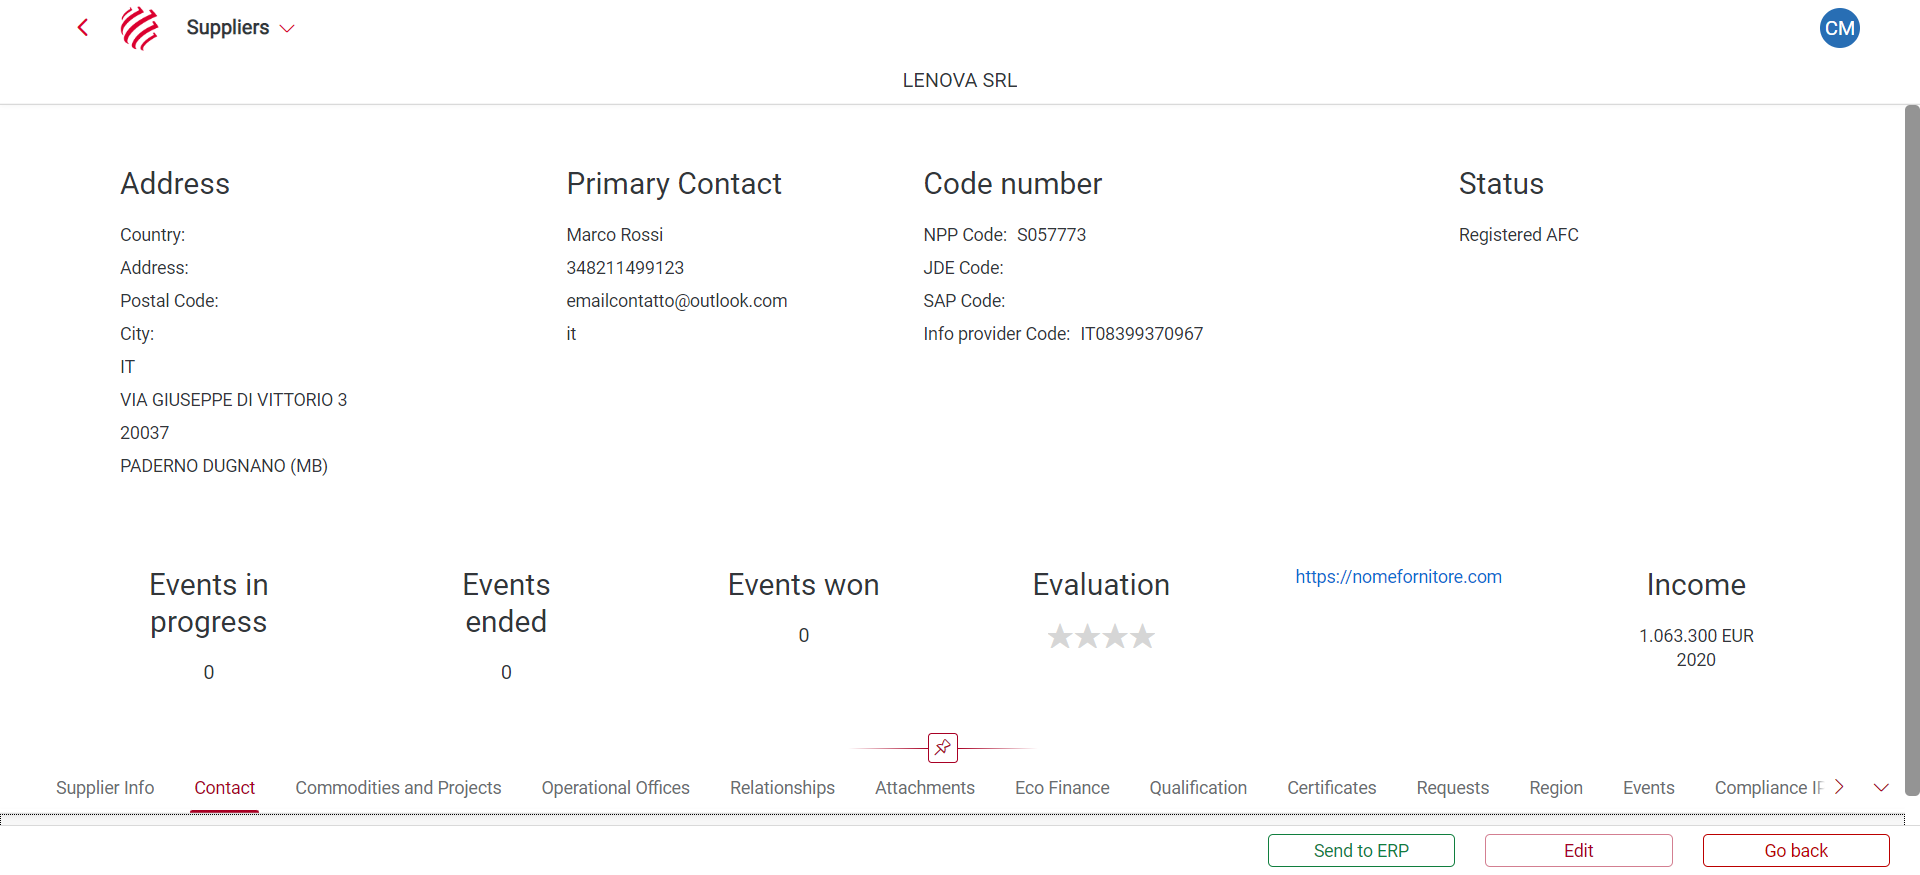 Suppliers
CM
LENOVA SRL
Address
Country:
Address:
Postal Code:
City:
IT
VIA GIUSEPPE DI VITTORIO 3
20037
PADERNO DUGNANO (MB)
Primary Contact
Marco Rossi
348211499123
emailcontatto@outlook.com
it
Code number
NPP Code: S057773
JDE Code:
SAP Code:
Info provider Code: IT08399370967
Status
Registered AFC
Events in
progress
0
Events
ended
0
Events won
0
Evaluation
https://nomefornitore.com
Income
1.063.300 EUR
2020
Supplier Info
Contact
Commodities and Projects
Operational Offices
Relationships
Attachments
Eco Finance
Qualification
Certificates
Requests
Region
Events
Compliance
Send to ERP
Edit
Go back